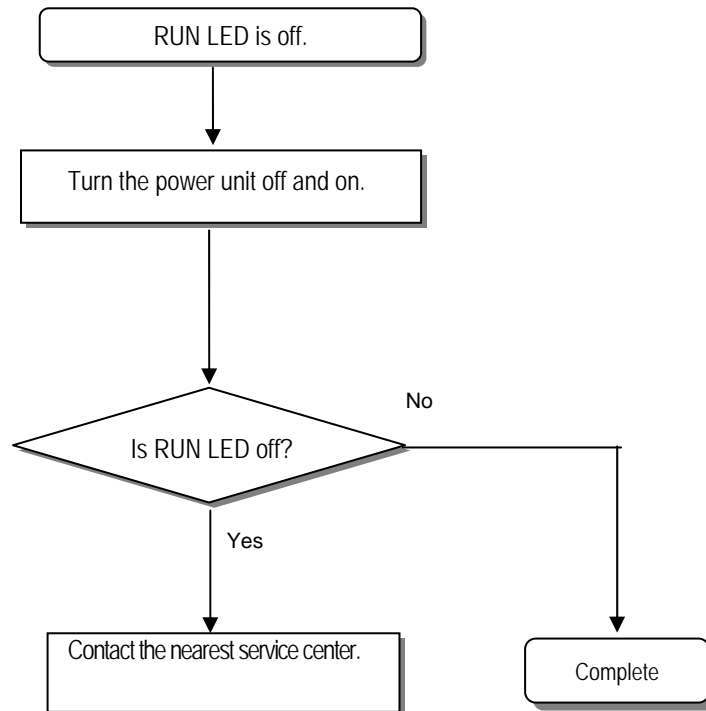 RUN LED is off.
Turn the power unit off and on.
Is RUN LED off?
No
Yes
Contact the nearest service center.
Complete